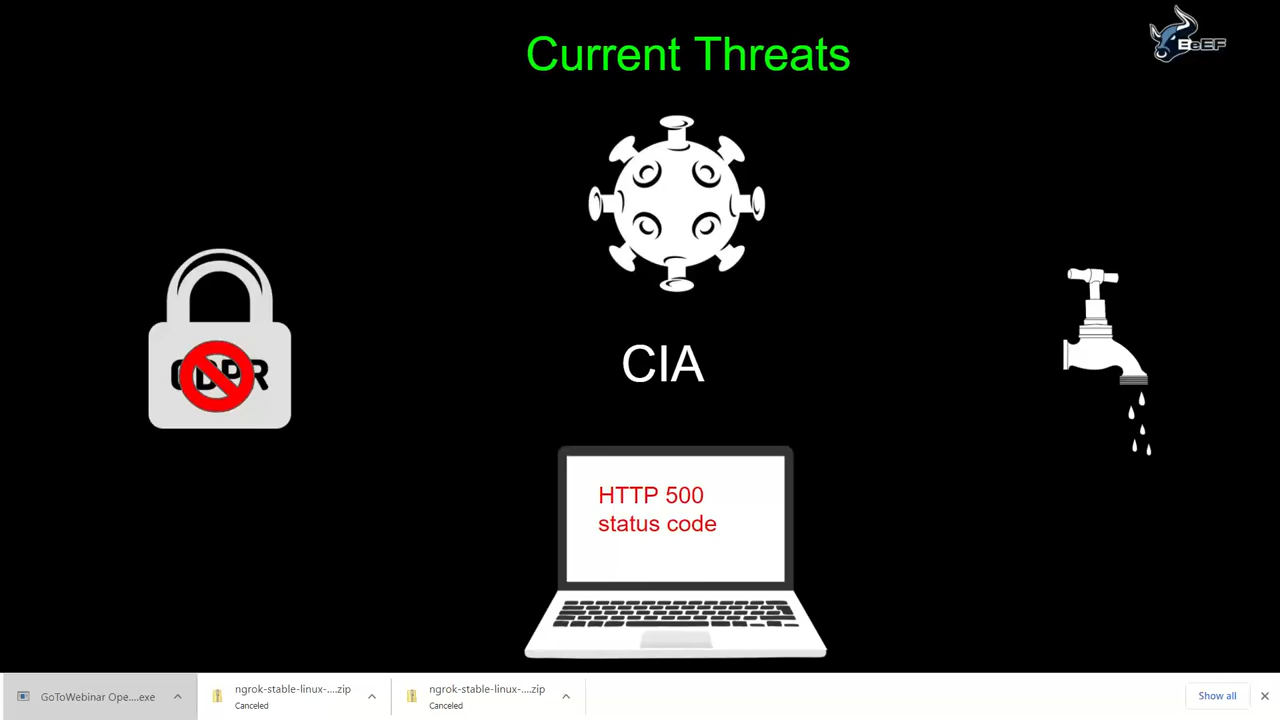 Current Threats
BeEF
GDPR
CIA
HTTP 500
status code
GoToWebinar Ope....exe
ngrok-stable-linux-....zip
Canceled
ngrok-stable-linux-....zip
Canceled
Show all